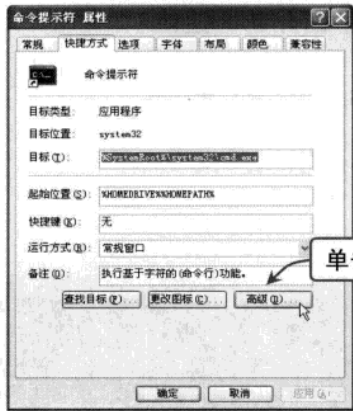 命令提示符 属性
常规 快捷方式 选项 字体 布局 颜色 兼容性
命令提示符
目标类型: 应用程序
目标位置: system32
目标(T): %SystemRoot%\system32\cmd.exe
起始位置(S): %HOMEDRIVE%%HOMEPATH%
快捷键(K): 无
运行方式(R): 常规窗口
备注(O): 执行基于字符的(命令行)功能。
查找目标(F)... 更改图标(C)... 高级(D)...
确定 取消 应用(A)